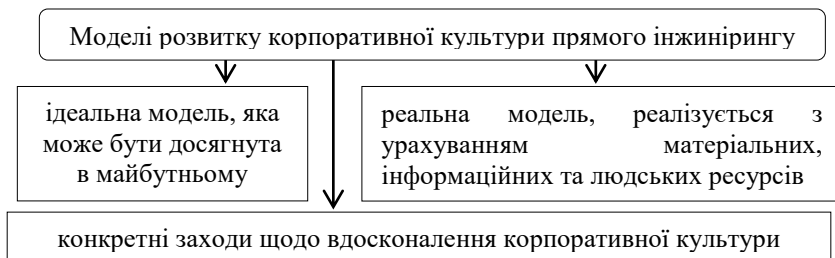 Моделі розвитку корпоративної культури прямого інжинірингу
ідеальна модель, яка
може бути досягнута
в майбутньому
реальна модель, реалізується з
урахуванням матеріальних,
інформаційних та людських ресурсів
конкретні заходи щодо вдосконалення корпоративної культури